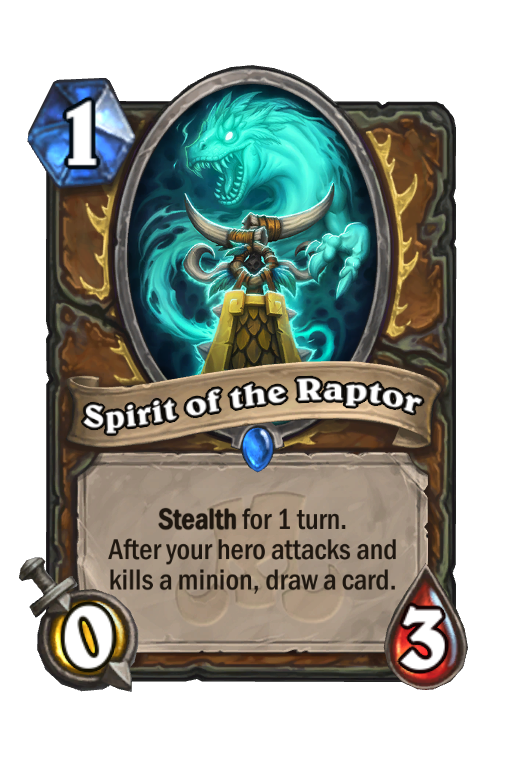 1
Spirit of the Raptor
Stealth for 1 turn.
After your hero attacks and
kills a minion, draw a card.
0
3